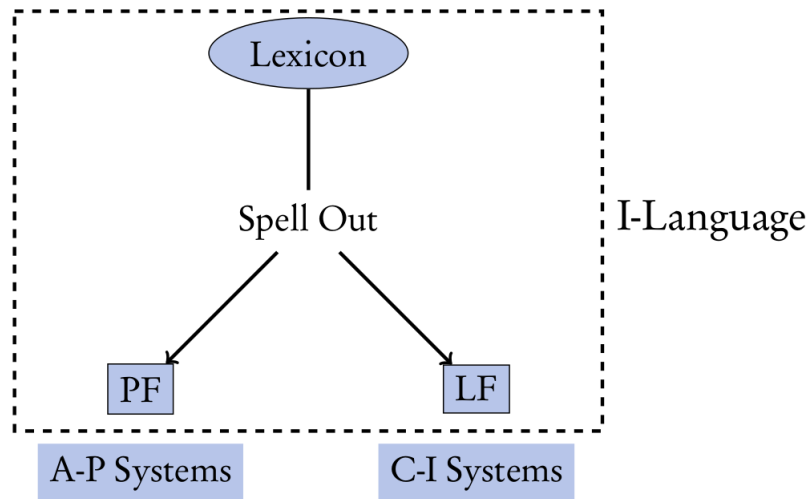 Lexicon
Spell Out
I-Language
PF
LF
A-P Systems
C-I Systems